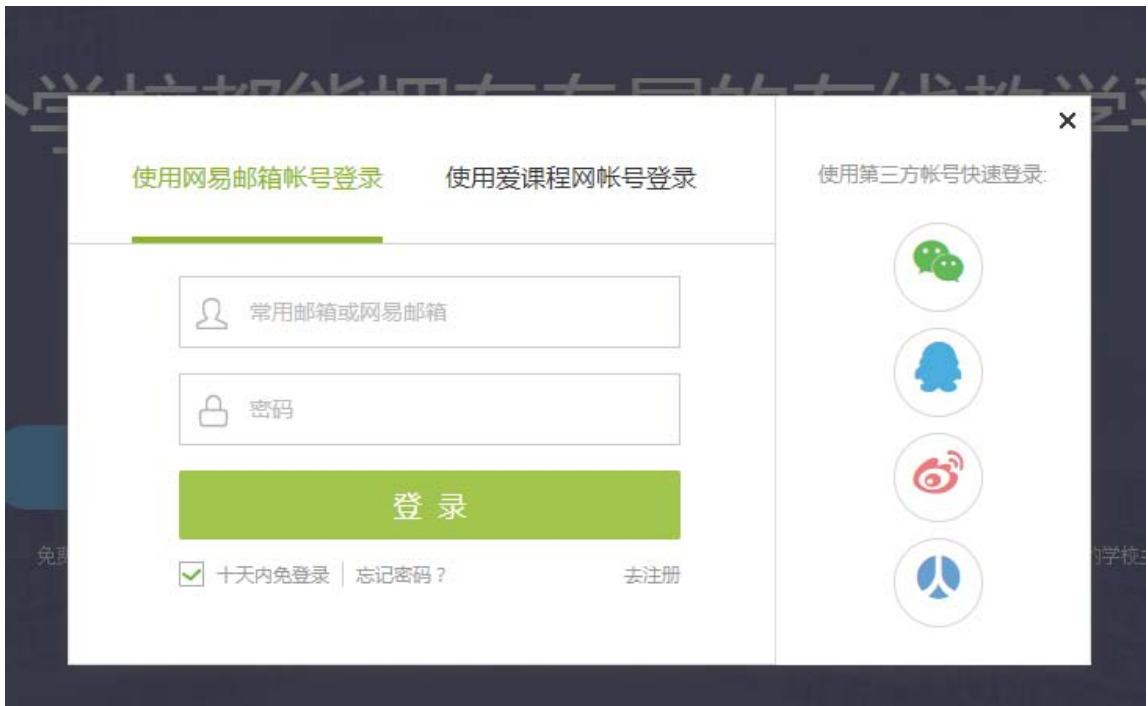 使用网易邮箱帐号登录
使用爱课程网帐号登录
使用第三方帐号快速登录:
常用邮箱或网易邮箱
密码
登 录
十天内免登录
忘记密码？
去注册